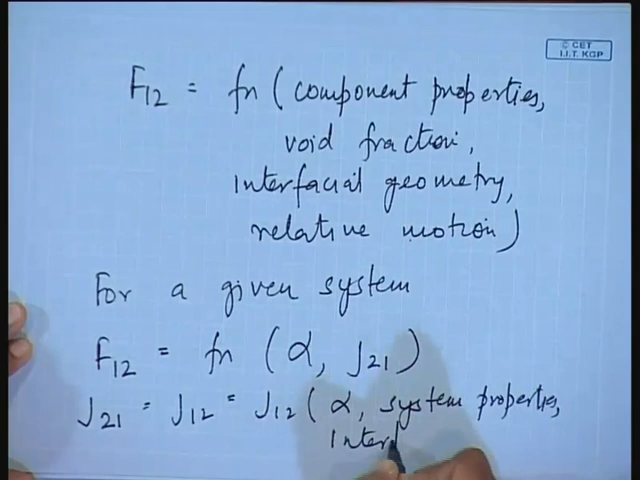 © CET
I.I.T. KGP
F12 = fn ( component properties,
void fraction,
interfacial geometry,
relative motion )
For a given system
F12 = fn ( α, J21 )
J21 = J12 = J12 ( α, system properties,
Inter